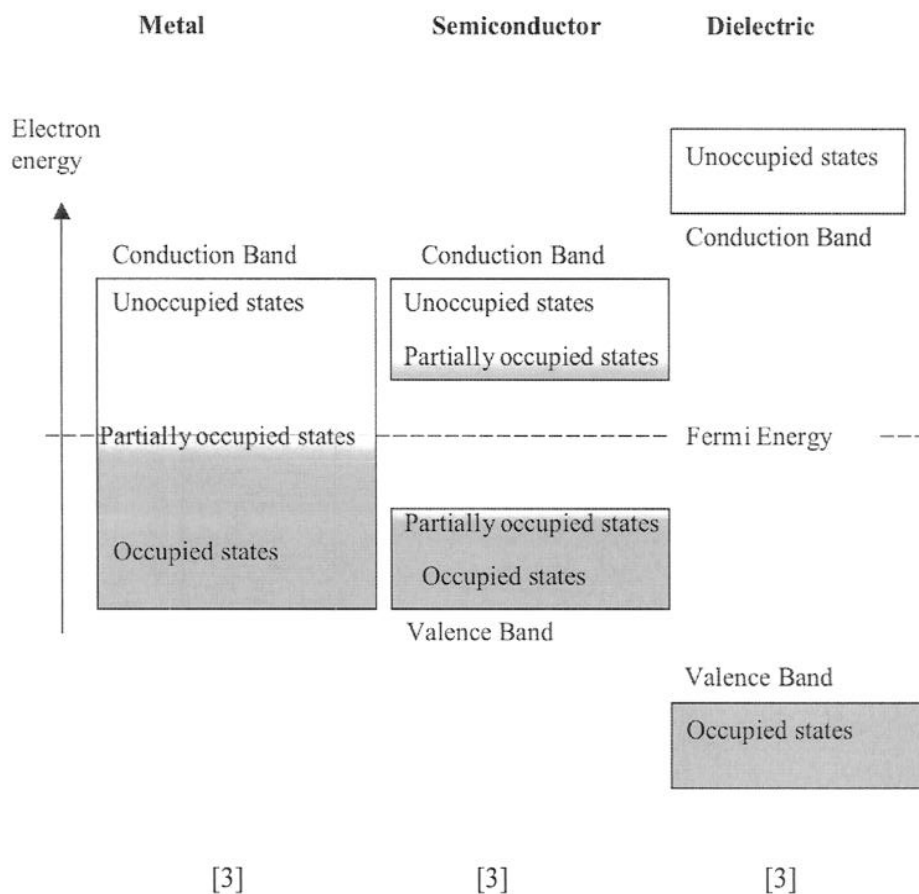 Metal
Semiconductor
Dielectric
Electron
energy
Unoccupied states
Conduction Band
Conduction Band
Conduction Band
Unoccupied states
Unoccupied states
Partially occupied states
Partially occupied states
Fermi Energy
Partially occupied states
Occupied states
Occupied states
Valence Band
Valence Band
Occupied states
[3]
[3]
[3]